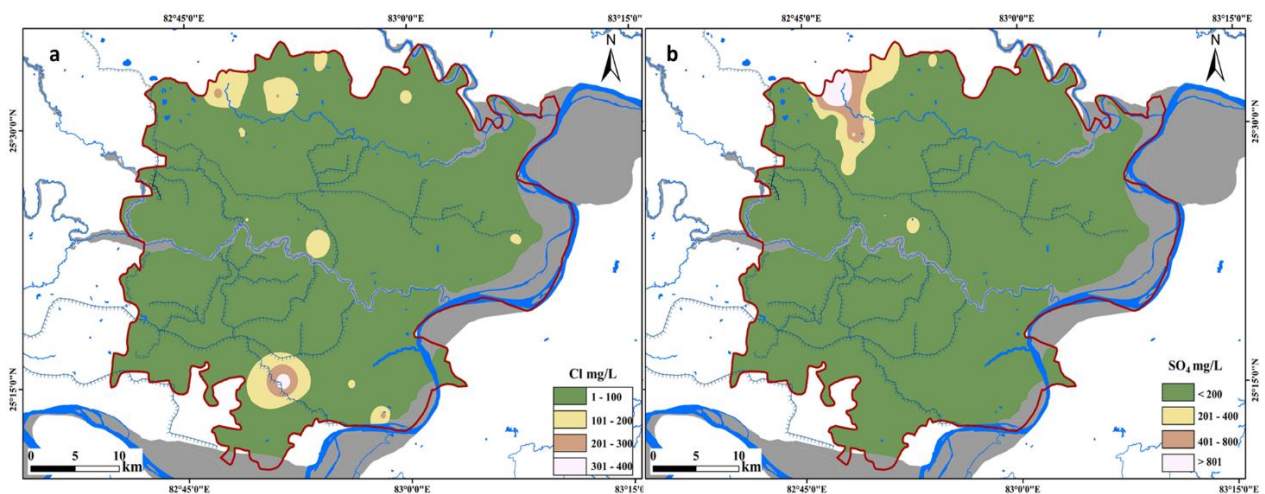 82°45'0"E 83°0'0"E 83°15'0"E
82°45'0"E 83°0'0"E 83°15'0"E
a
N
b
N
25°30'0"N
25°30'0"N
25°15'0"N
25°15'0"N
Cl mg/L
1 - 100
101 - 200
201 - 300
301 - 400
0 5 10
km
SO4 mg/L
< 200
201 - 400
401 - 800
> 801
0 5 10
km
82°45'0"E 83°0'0"E 83°15'0"E
82°45'0"E 83°0'0"E 83°15'0"E